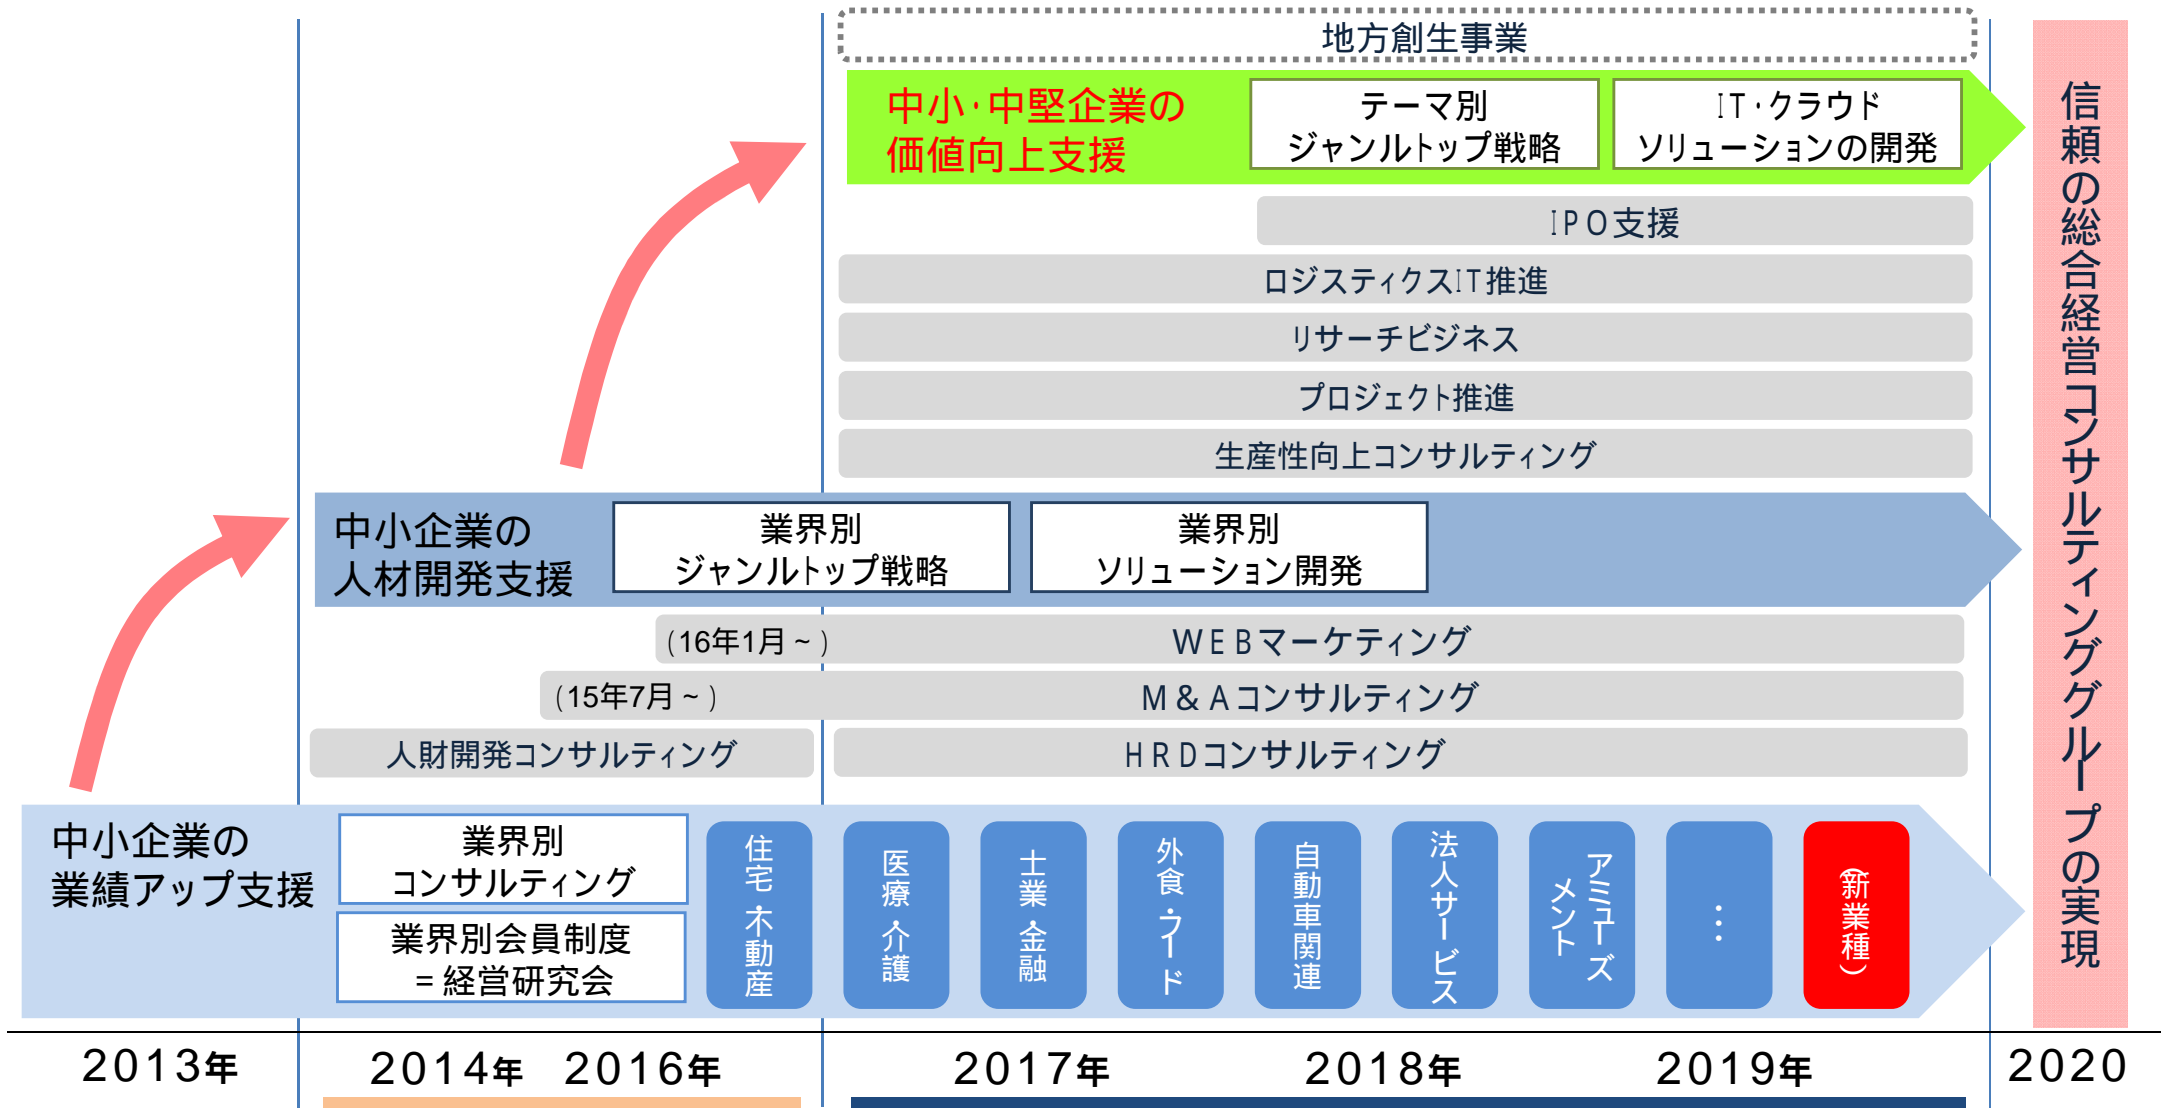 地方創生事業
中小・中堅企業の
価値向上支援
テーマ別
ジャンルトップ戦略
IT・クラウド
ソリューションの開発
IPO支援
ロジスティクスIT推進
リサーチビジネス
プロジェクト推進
生産性向上コンサルティング
中小企業の
人材開発支援
業界別
ジャンルトップ戦略
業界別
ソリューション開発
(16年1月~)
WEBマーケティング
(15年7月~)
M&Aコンサルティング
人財開発コンサルティング
HRDコンサルティング
中小企業の
業績アップ支援
業界別
コンサルティング
業界別会員制度
=経営研究会
住宅・不動産
医療・介護
士業・金融
外食・フード
自動車関連
法人サービス
アミューズ
メント
…
(新業種)
信頼の総合経営コンサルティンググループの実現
2013年
2014年 2016年
2017年
2018年
2019年
2020